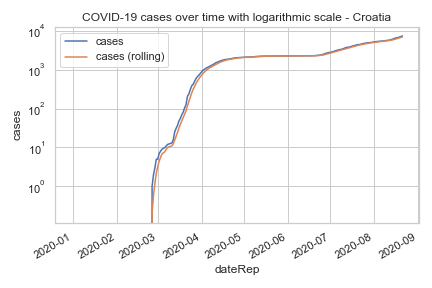 COVID-19 cases over time with logarithmic scale - Croatia
cases
cases (rolling)
10⁴
10³
10²
10¹
10⁰
cases
2020-01
2020-02
2020-03
2020-04
2020-05
2020-06
2020-07
2020-08
2020-09
dateRep